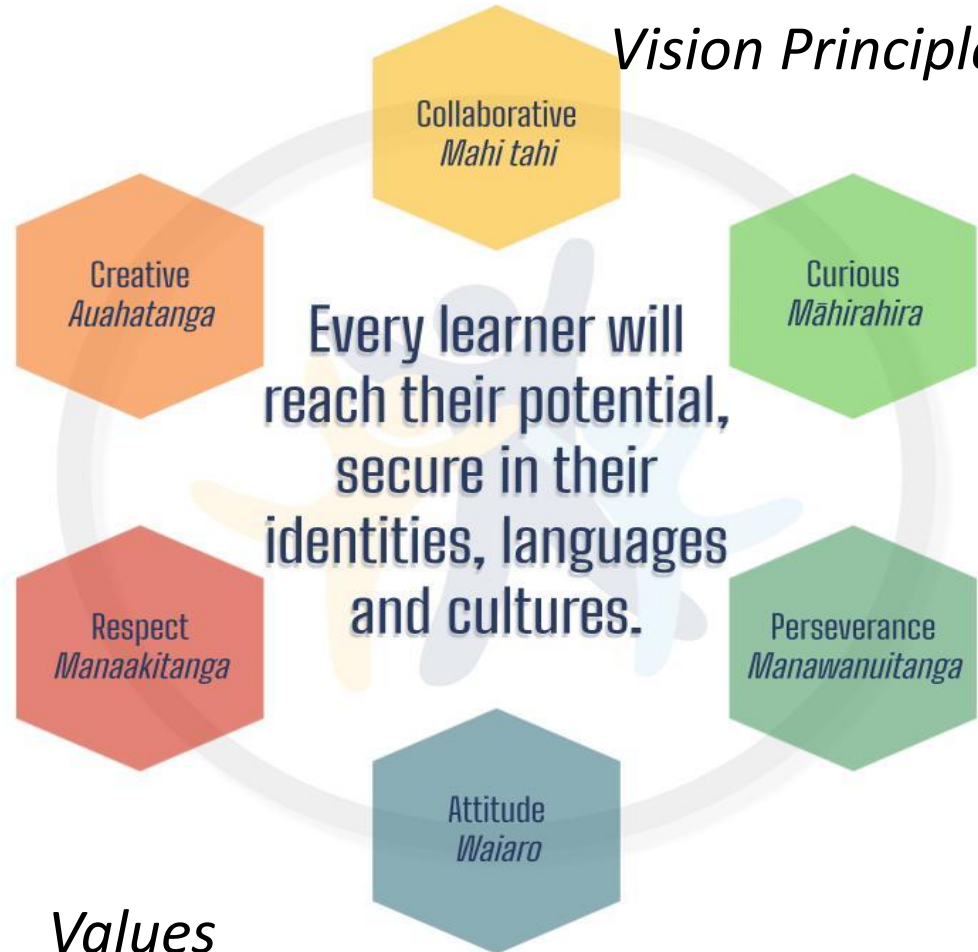 Vision Principle
Collaborative
Mahi tahi
Creative
Auahatanga
Curious
Māhirahira
Every learner will
reach their potential,
secure in their
identities, languages
and cultures.
Respect
Manaakitanga
Perseverance
Manawanuitanga
Attitude
Waiaro
Values